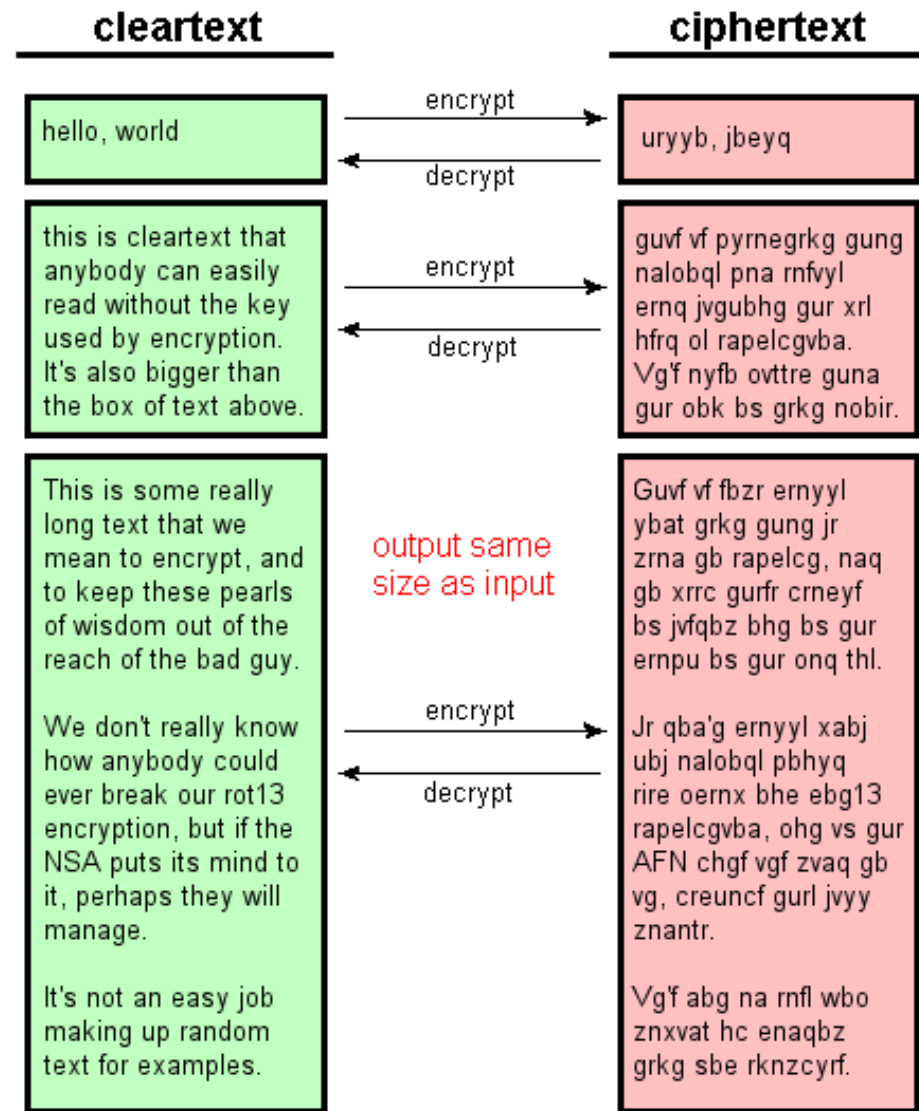 cleartext
ciphertext
hello, world
encrypt
decrypt
uryyb, jbeyq
this is cleartext that
anybody can easily
read without the key
used by encryption.
It's also bigger than
the box of text above.
encrypt
decrypt
guvf vf pyrnegrkg gung
nalobql pna rnfvyl
ernq jvgubhg gur xrl
hfrq ol rapelcgvba.
Vg'f nyfb ovttre guna
gur obk bs grkg nobir.
This is some really
long text that we
mean to encrypt, and
to keep these pearls
of wisdom out of the
reach of the bad guy.
We don't really know
how anybody could
ever break our rot13
encryption, but if the
NSA puts its mind to
it, perhaps they will
manage.
It's not an easy job
making up random
text for examples.
output same
size as input
encrypt
decrypt
Guvf vf fbzr ernyyl
ybat grkg gung jr
zrna gb rapelcg, naq
gb xrrc gurfr crneyf
bs jvfqbz bhg bs gur
ernpu bs gur onq thl.
Jr qba'g ernyyl xabj
ubj nalobql pbhyq
rire oernx bhe ebg13
rapelcgvba, ohg vs gur
AFN chgf vgf zvaq gb
vg, creuncf gurl jvyy
znantr.
Vg'f abg na rnfl wbo
znxvat hc enaqbz
grkg sbe rknzcyrf.